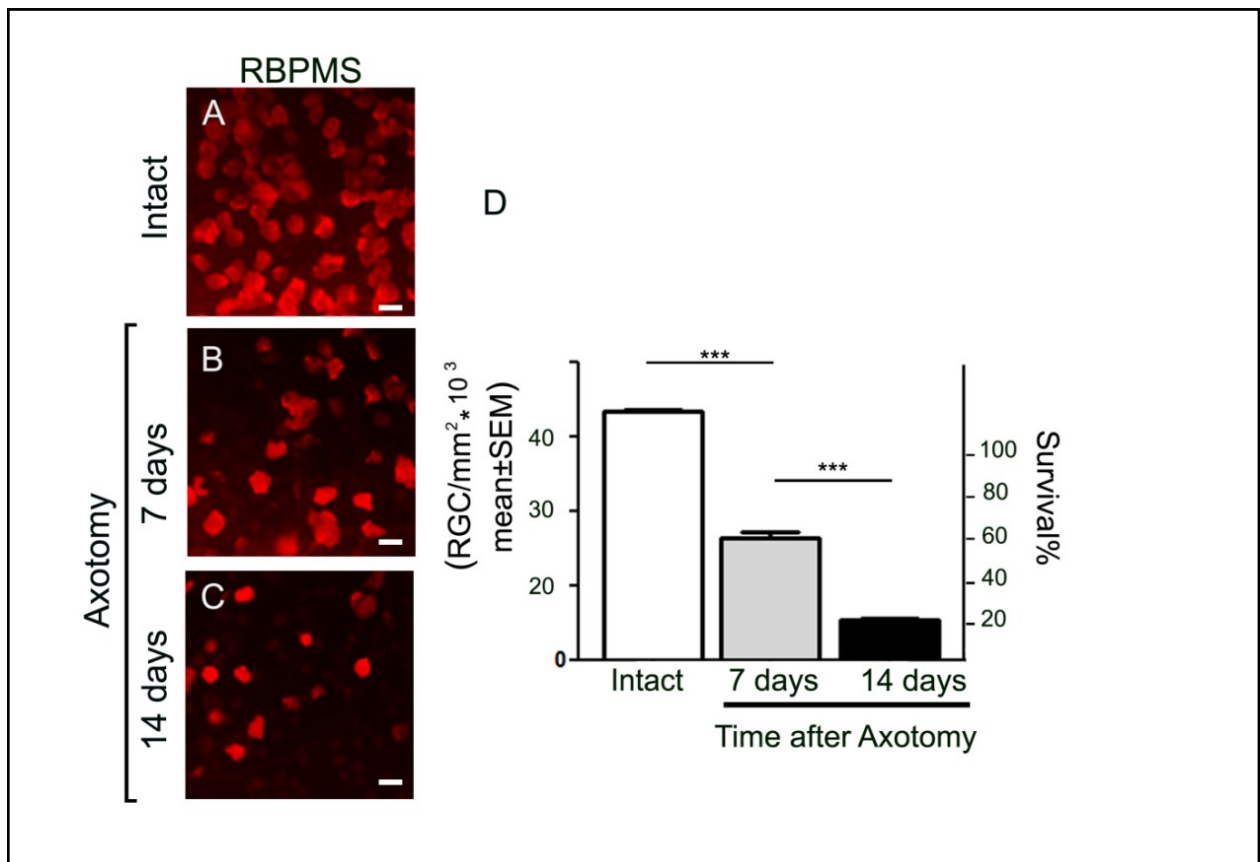 RBPMS
A
Intact
B
7 days
C
14 days
Axotomy
D
(RGC/mm²* 10³
mean±SEM)
40
30
20
0
***
***
100
80
60
40
20
Survival%
Intact 7 days 14 days
Time after Axotomy